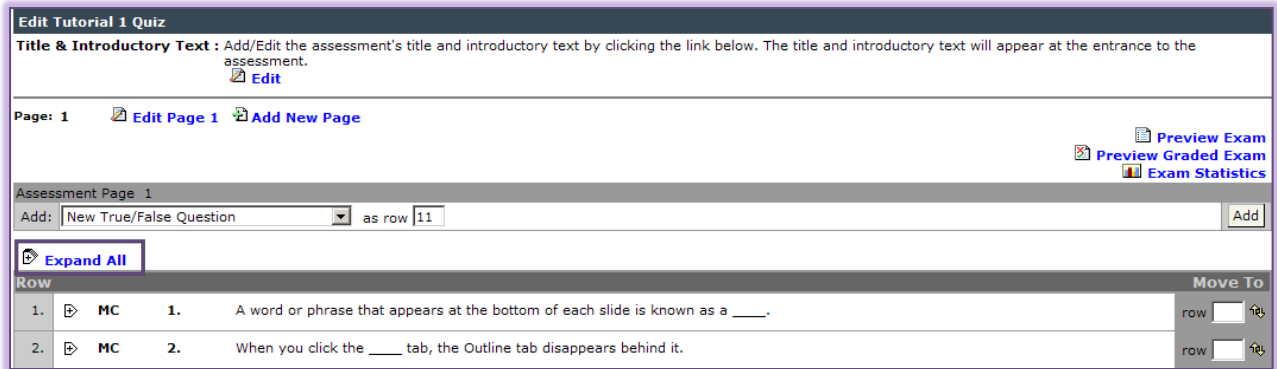 Edit Tutorial 1 Quiz
Title & Introductory Text : Add/Edit the assessment's title and introductory text by clicking the link below. The title and introductory text will appear at the entrance to the
assessment.
Edit
Page: 1 Edit Page 1 Add New Page
Preview Exam
Preview Graded Exam
Exam Statistics
Assessment Page 1
Add: New True/False Question as row 11 Add
Expand All
Row Move To
1. MC 1. A word or phrase that appears at the bottom of each slide is known as a ____. row
2. MC 2. When you click the ____ tab, the Outline tab disappears behind it. row